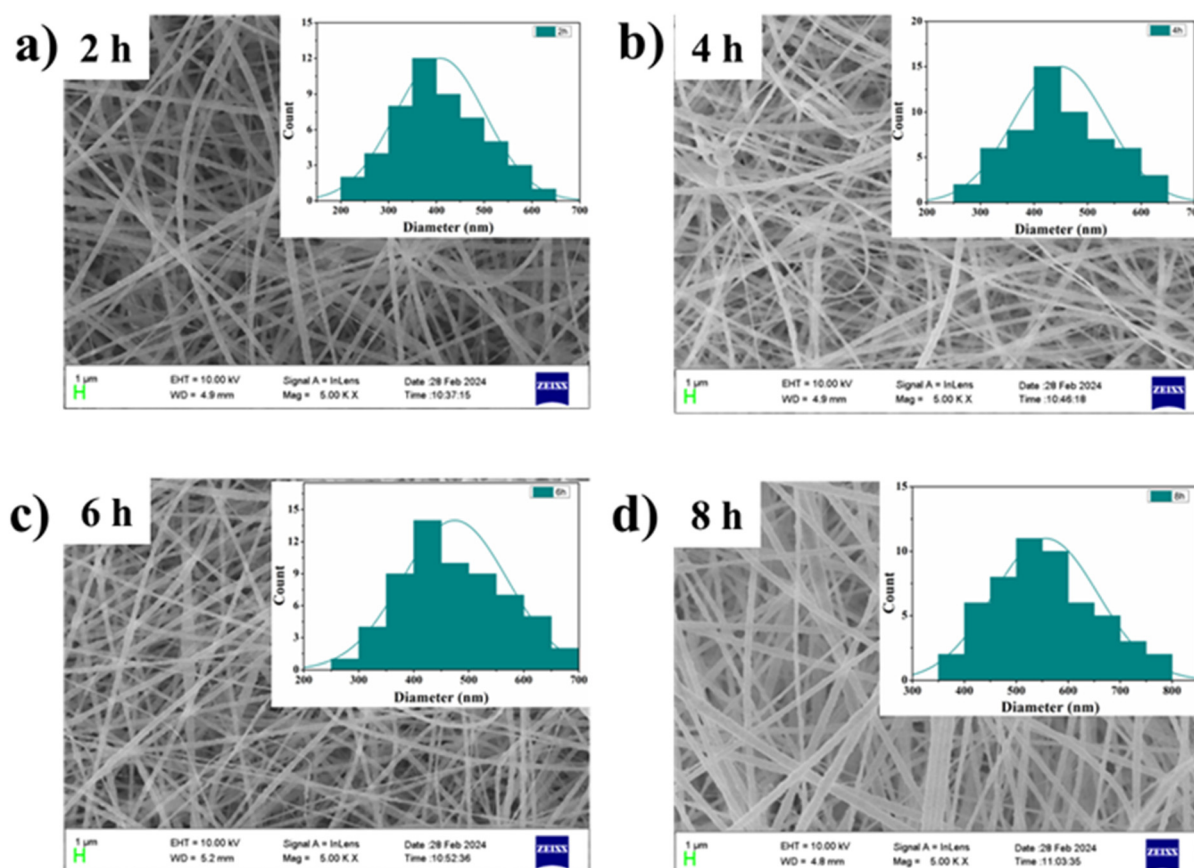 a) 2 h
2h
15
12
9
6
3
0
Count
200 300 400 500 600 700
Diameter (nm)
1 μm
EHT = 10.00 kV
Signal A = InLens
Date :28 Feb 2024
WD = 4.9 mm
Mag = 5.00 K X
Time :10:37:15
ZEISS
b) 4 h
4h
20
15
10
5
0
Count
200 300 400 500 600 700
Diameter (nm)
1 μm
EHT = 10.00 kV
Signal A = InLens
Date :28 Feb 2024
WD = 4.9 mm
Mag = 5.00 K X
Time :10:46:18
ZEISS
c) 6 h
6h
15
12
9
6
3
0
Count
200 300 400 500 600 700
Diameter (nm)
1 μm
EHT = 10.00 kV
Signal A = InLens
Date :28 Feb 2024
WD = 5.2 mm
Mag = 5.00 K X
Time :10:52:36
ZEISS
d) 8 h
8h
15
10
5
0
Count
300 400 500 600 700 800
Diameter (nm)
1 μm
EHT = 10.00 kV
Signal A = InLens
Date :28 Feb 2024
WD = 4.8 mm
Mag = 5.00 K X
Time :11:03:35
ZEISS